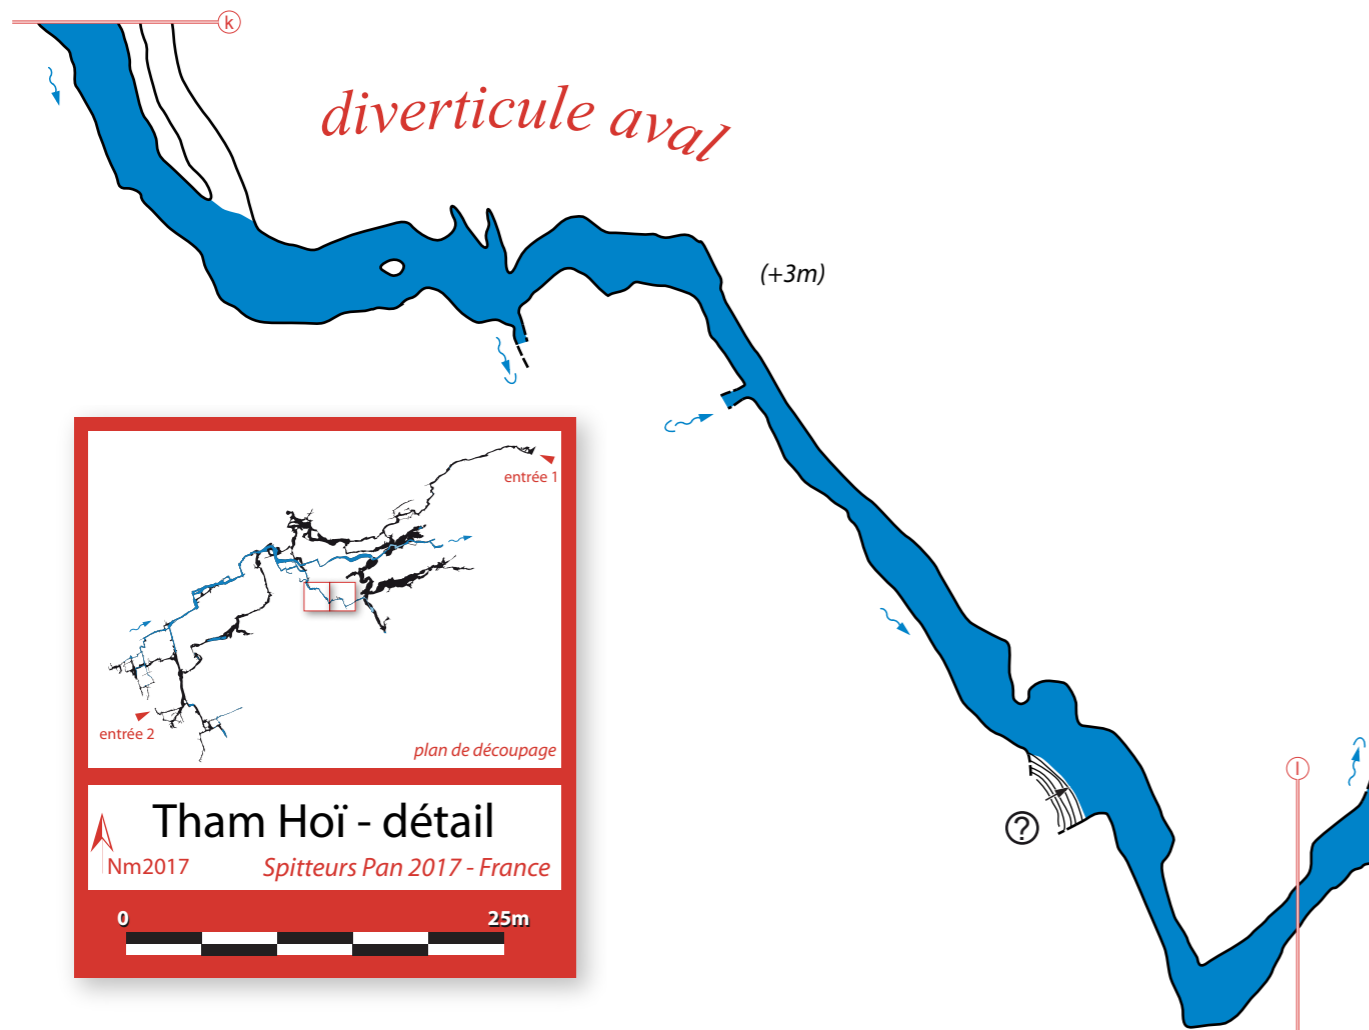 k
diverticule aval
(+3m)
entrée 1
entrée 2
plan de découpage
Tham Hoï - détail
Nm2017
Spitteurs Pan 2017 - France
0 25m
?
l